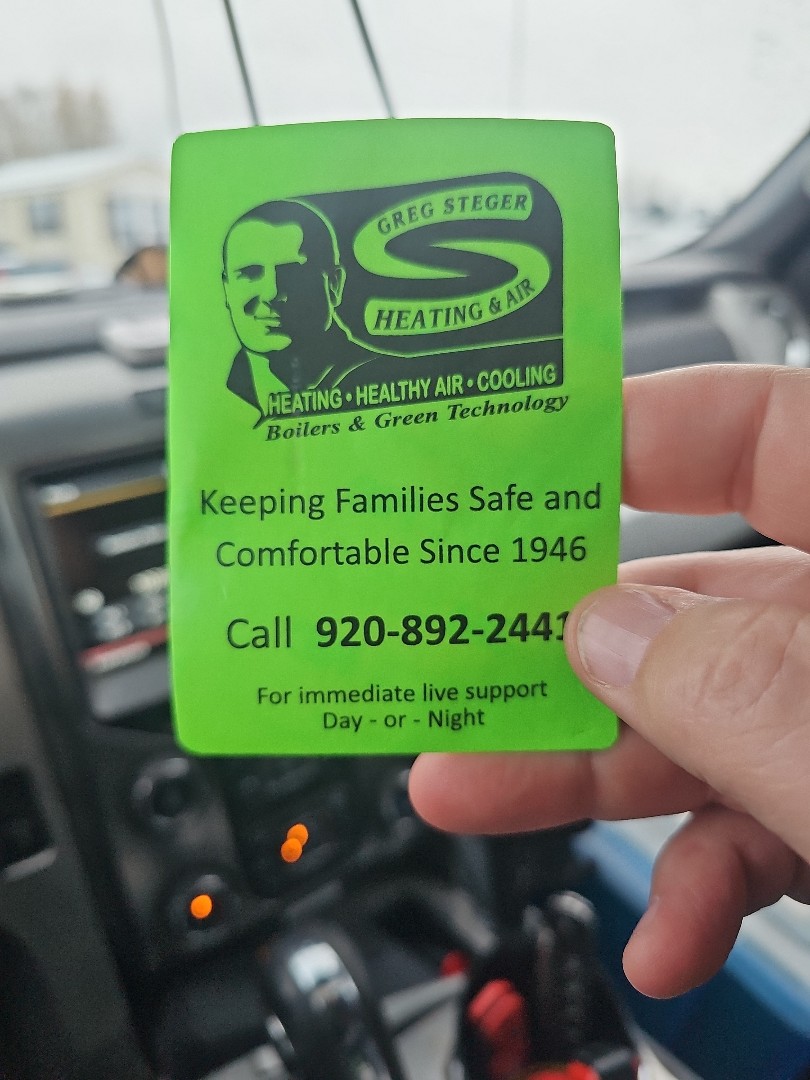 GREG STEGER
HEATING & AIR
HEATING • HEALTHY AIR • COOLING
Boilers & Green Technology
Keeping Families Safe and
Comfortable Since 1946
Call 920-892-2441
For immediate live support
Day - or - Night